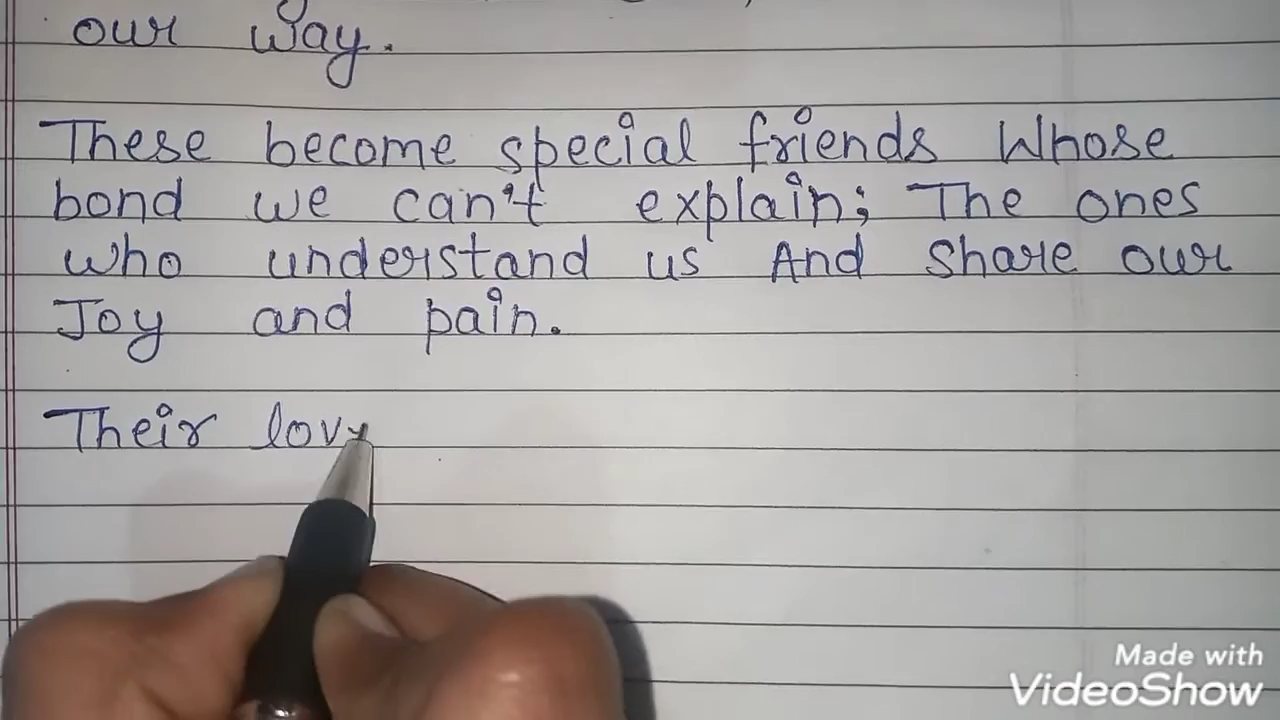 our way.
These become special friends Whose
bond we can't explain; The ones
who understand us And Share our
Joy and pain.
Their lov
Made with
VideoShow